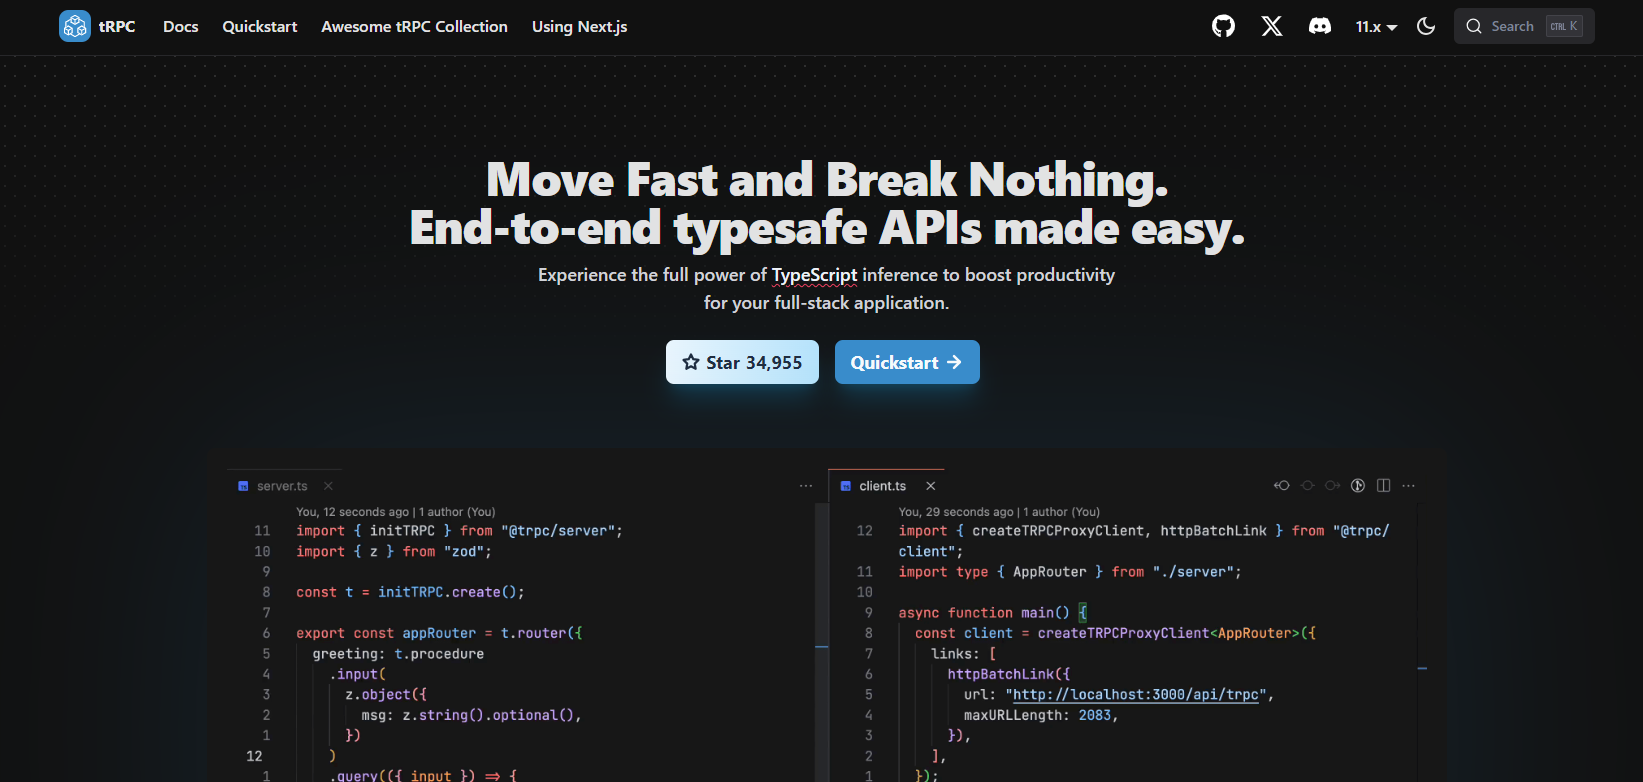 tRPC Docs Quickstart Awesome tRPC Collection Using Next.js 11.x Search CTRL K
Move Fast and Break Nothing.
End-to-end typesafe APIs made easy.
Experience the full power of TypeScript inference to boost productivity
for your full-stack application.
Star 34,955 Quickstart →
server.ts
You, 12 seconds ago | 1 author (You)
11 import { initTRPC } from "@trpc/server";
10 import { z } from "zod";
9
8 const t = initTRPC.create();
7
6 export const appRouter = t.router({
5 greeting: t.procedure
4 .input(
3 z.object({
2 msg: z.string().optional(),
1 })
12 )
1 .query(({ input }) => {
client.ts
You, 29 seconds ago | 1 author (You)
12 import { createTRPCProxyClient, httpBatchLink } from "@trpc/
client";
11 import type { AppRouter } from "./server";
10
9 async function main() {
8 const client = createTRPCProxyClient<AppRouter>({
7 links: [
6 httpBatchLink({
5 url: "http://localhost:3000/api/trpc",
4 maxURLLength: 2083,
3 }),
2 ],
1 });